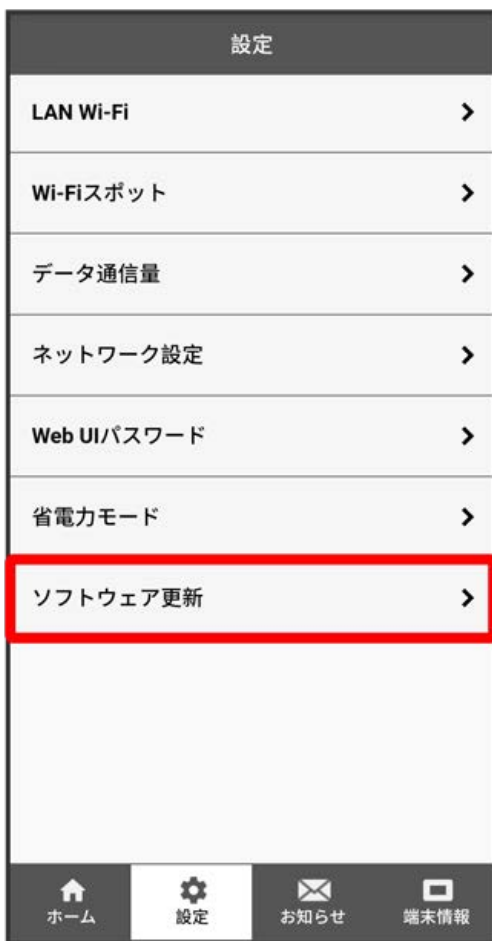 設定
LAN Wi-Fi
Wi-Fiスポット
データ通信量
ネットワーク設定
Web UIパスワード
省電力モード
ソフトウェア更新
ホーム
設定
お知らせ
端末情報